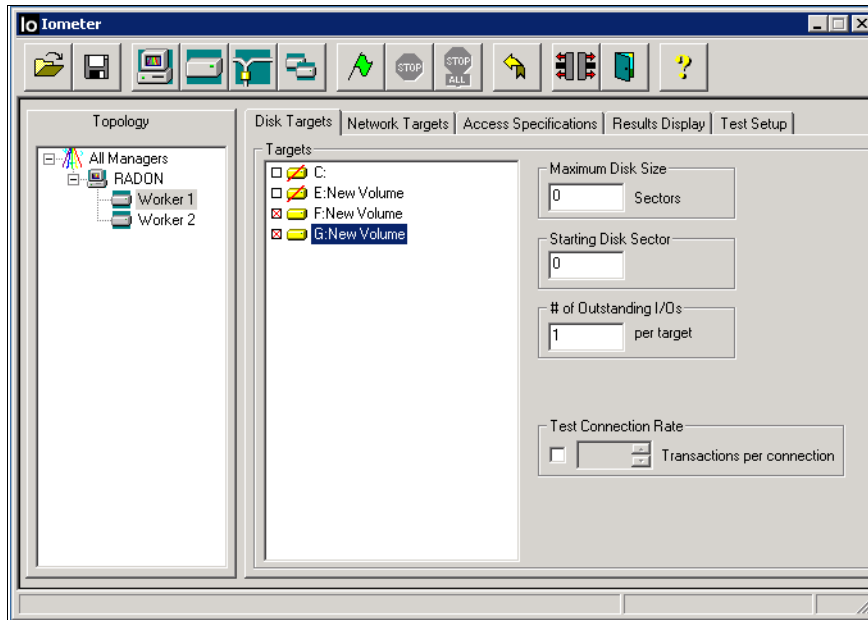 Iometer
STOP
STOP
ALL
?
Topology
All Managers
RADON
Worker 1
Worker 2
Disk Targets
Network Targets
Access Specifications
Results Display
Test Setup
Targets
C:
E:New Volume
F:New Volume
G:New Volume
Maximum Disk Size
0
Sectors
Starting Disk Sector
0
# of Outstanding I/Os
1
per target
Test Connection Rate
Transactions per connection